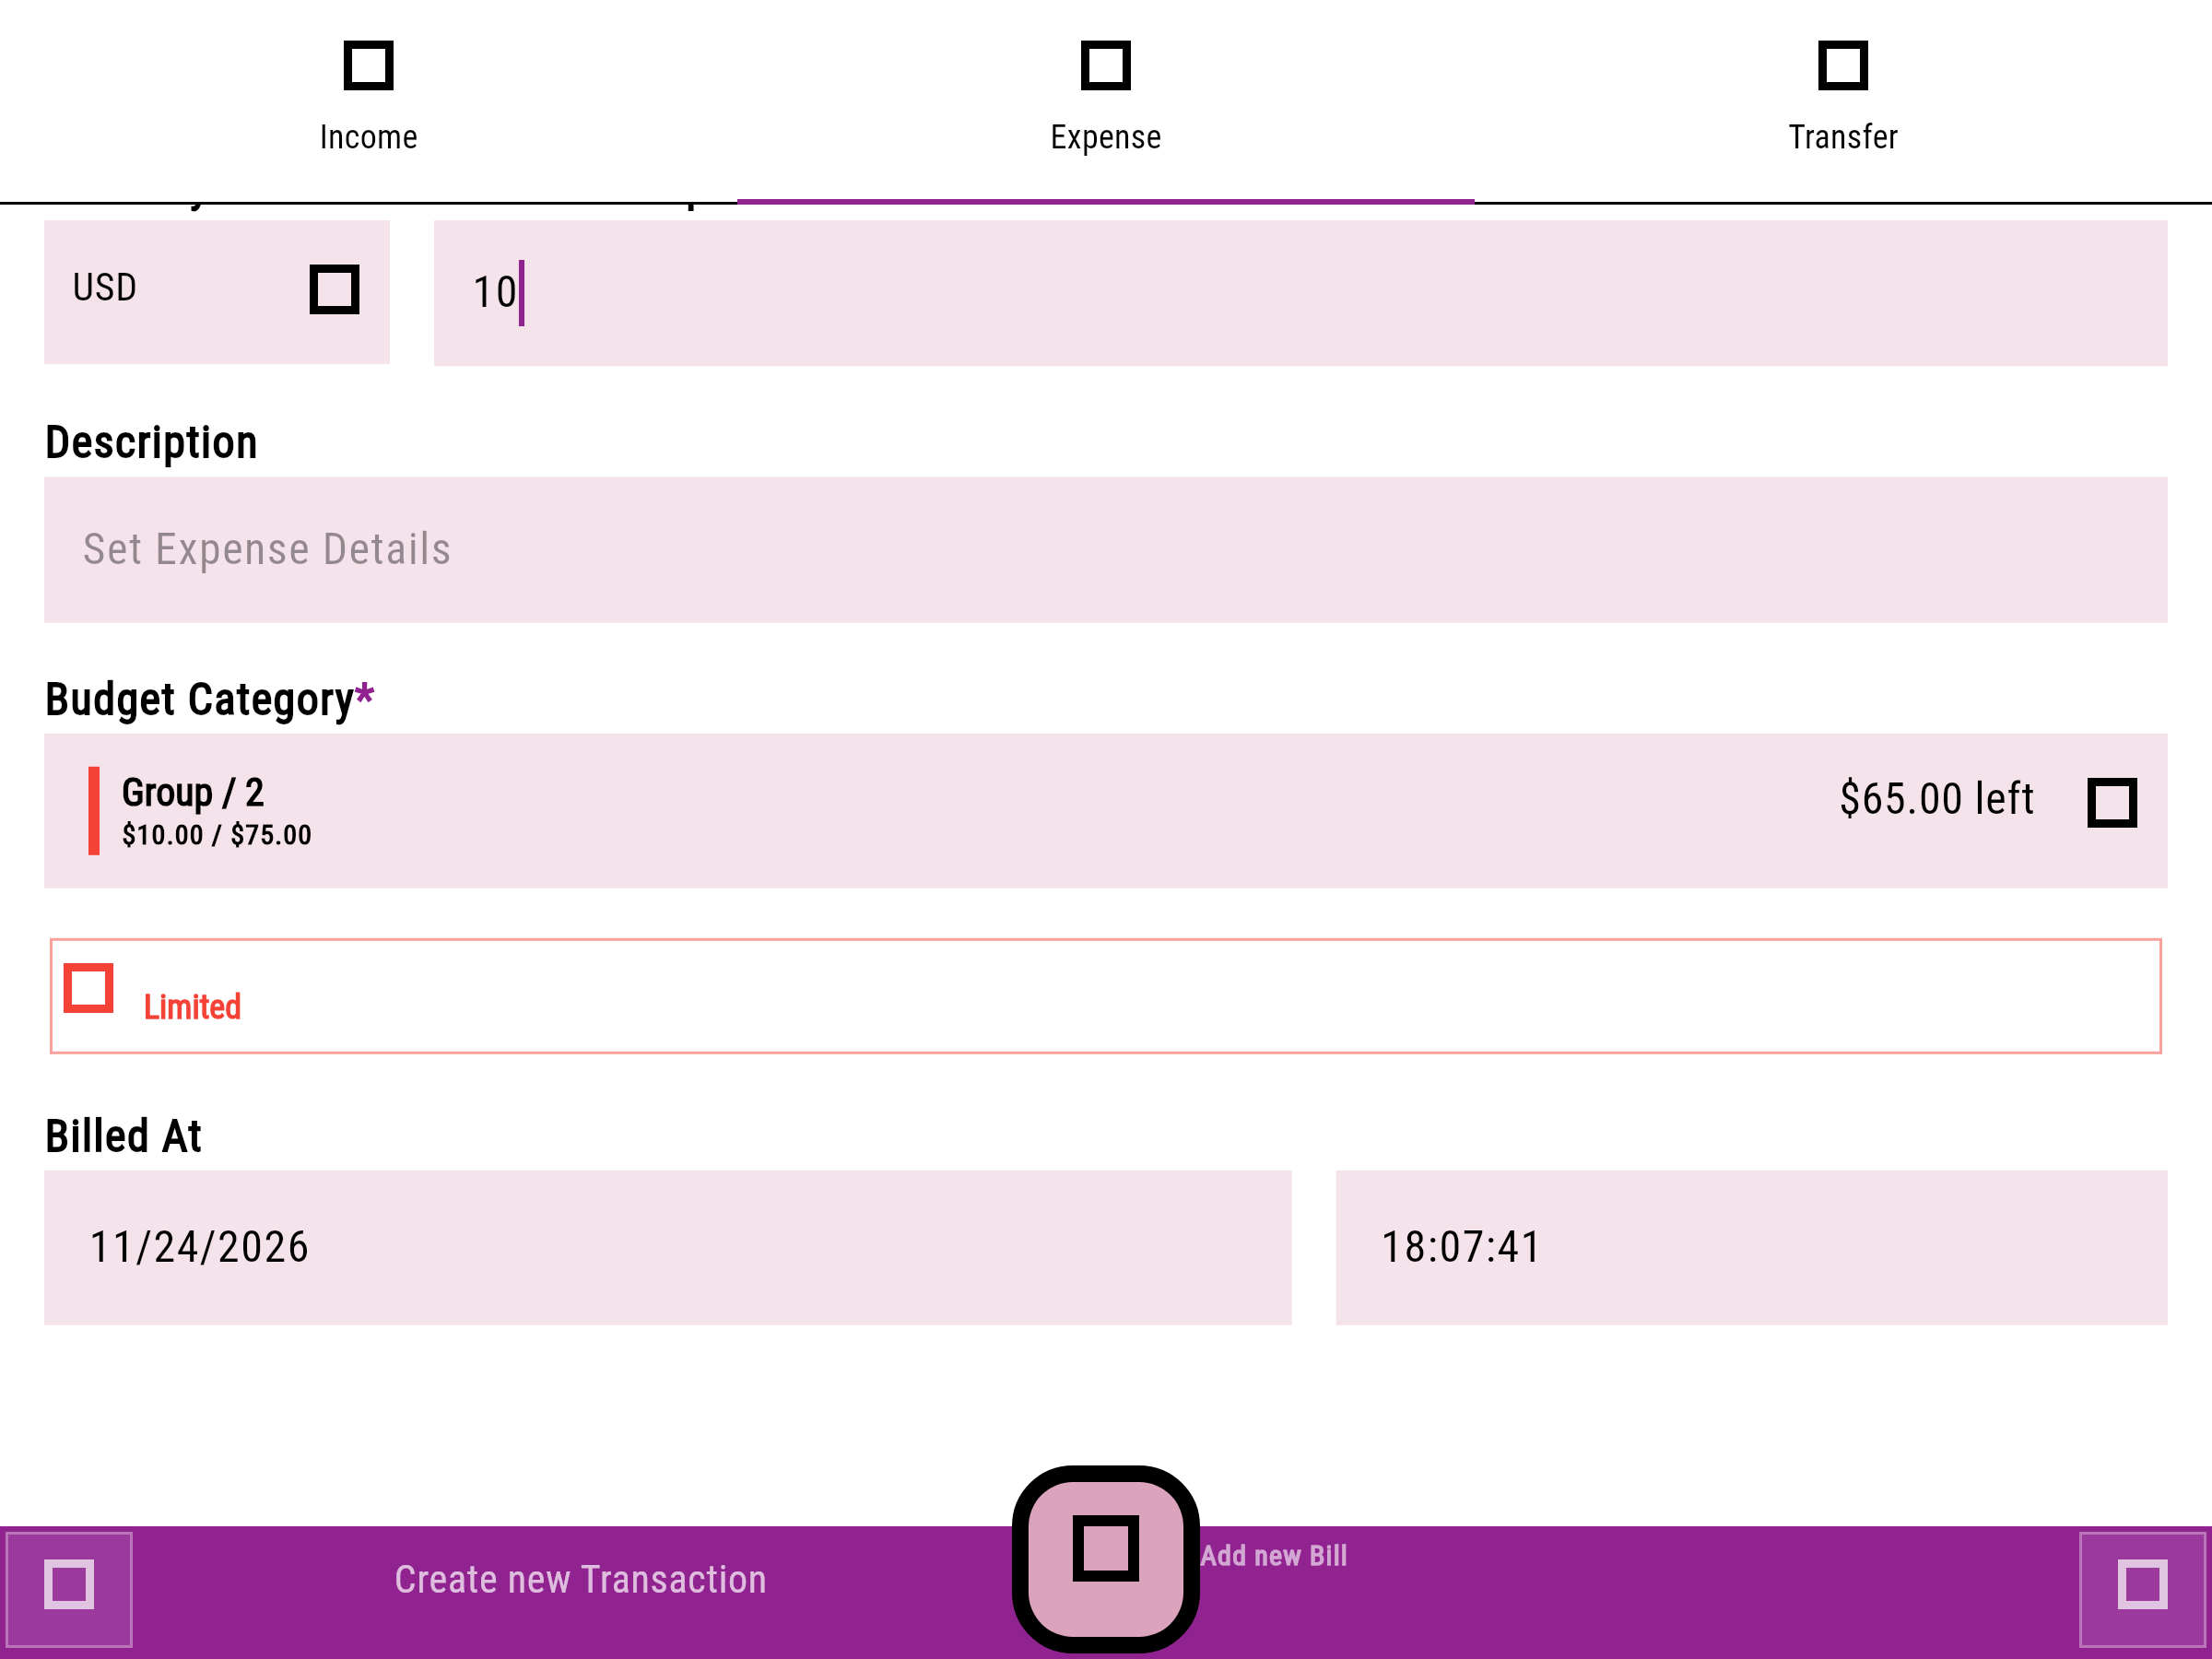 Income
Expense
Transfer
USD
10
Description
Set Expense Details
Budget Category*
Group / 2
$10.00 / $75.00
$65.00 left
Limited
Billed At
11/24/2026
18:07:41
Create new Transaction
Add new Bill